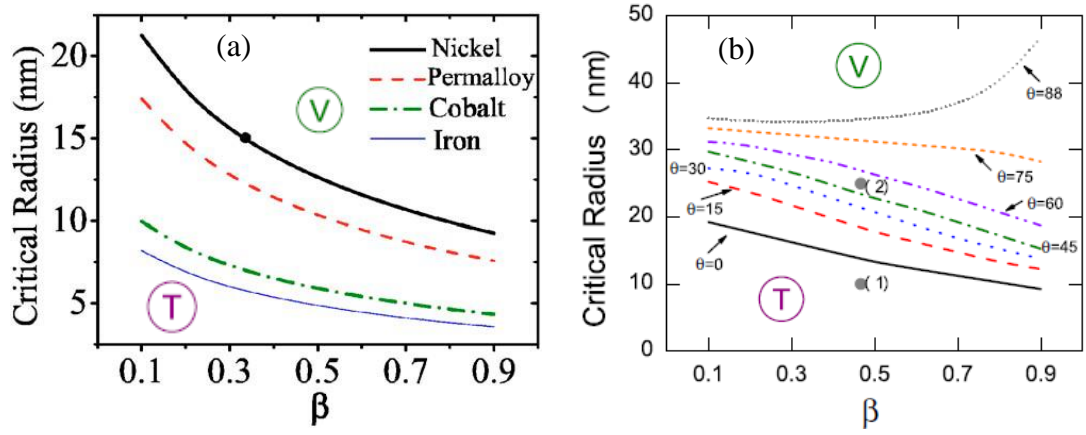 Critical Radius (nm)
20
15
10
5
(a)
Nickel
Permalloy
Cobalt
Iron
V
T
0.1 0.3 0.5 0.7 0.9
β
Critical Radius ( nm)
50
40
30
20
10
0
(b)
V
θ=88
θ=75
θ=30
θ=60
θ=15
(2)
θ=45
θ=0
T
(1)
0.1 0.3 0.5 0.7 0.9
β